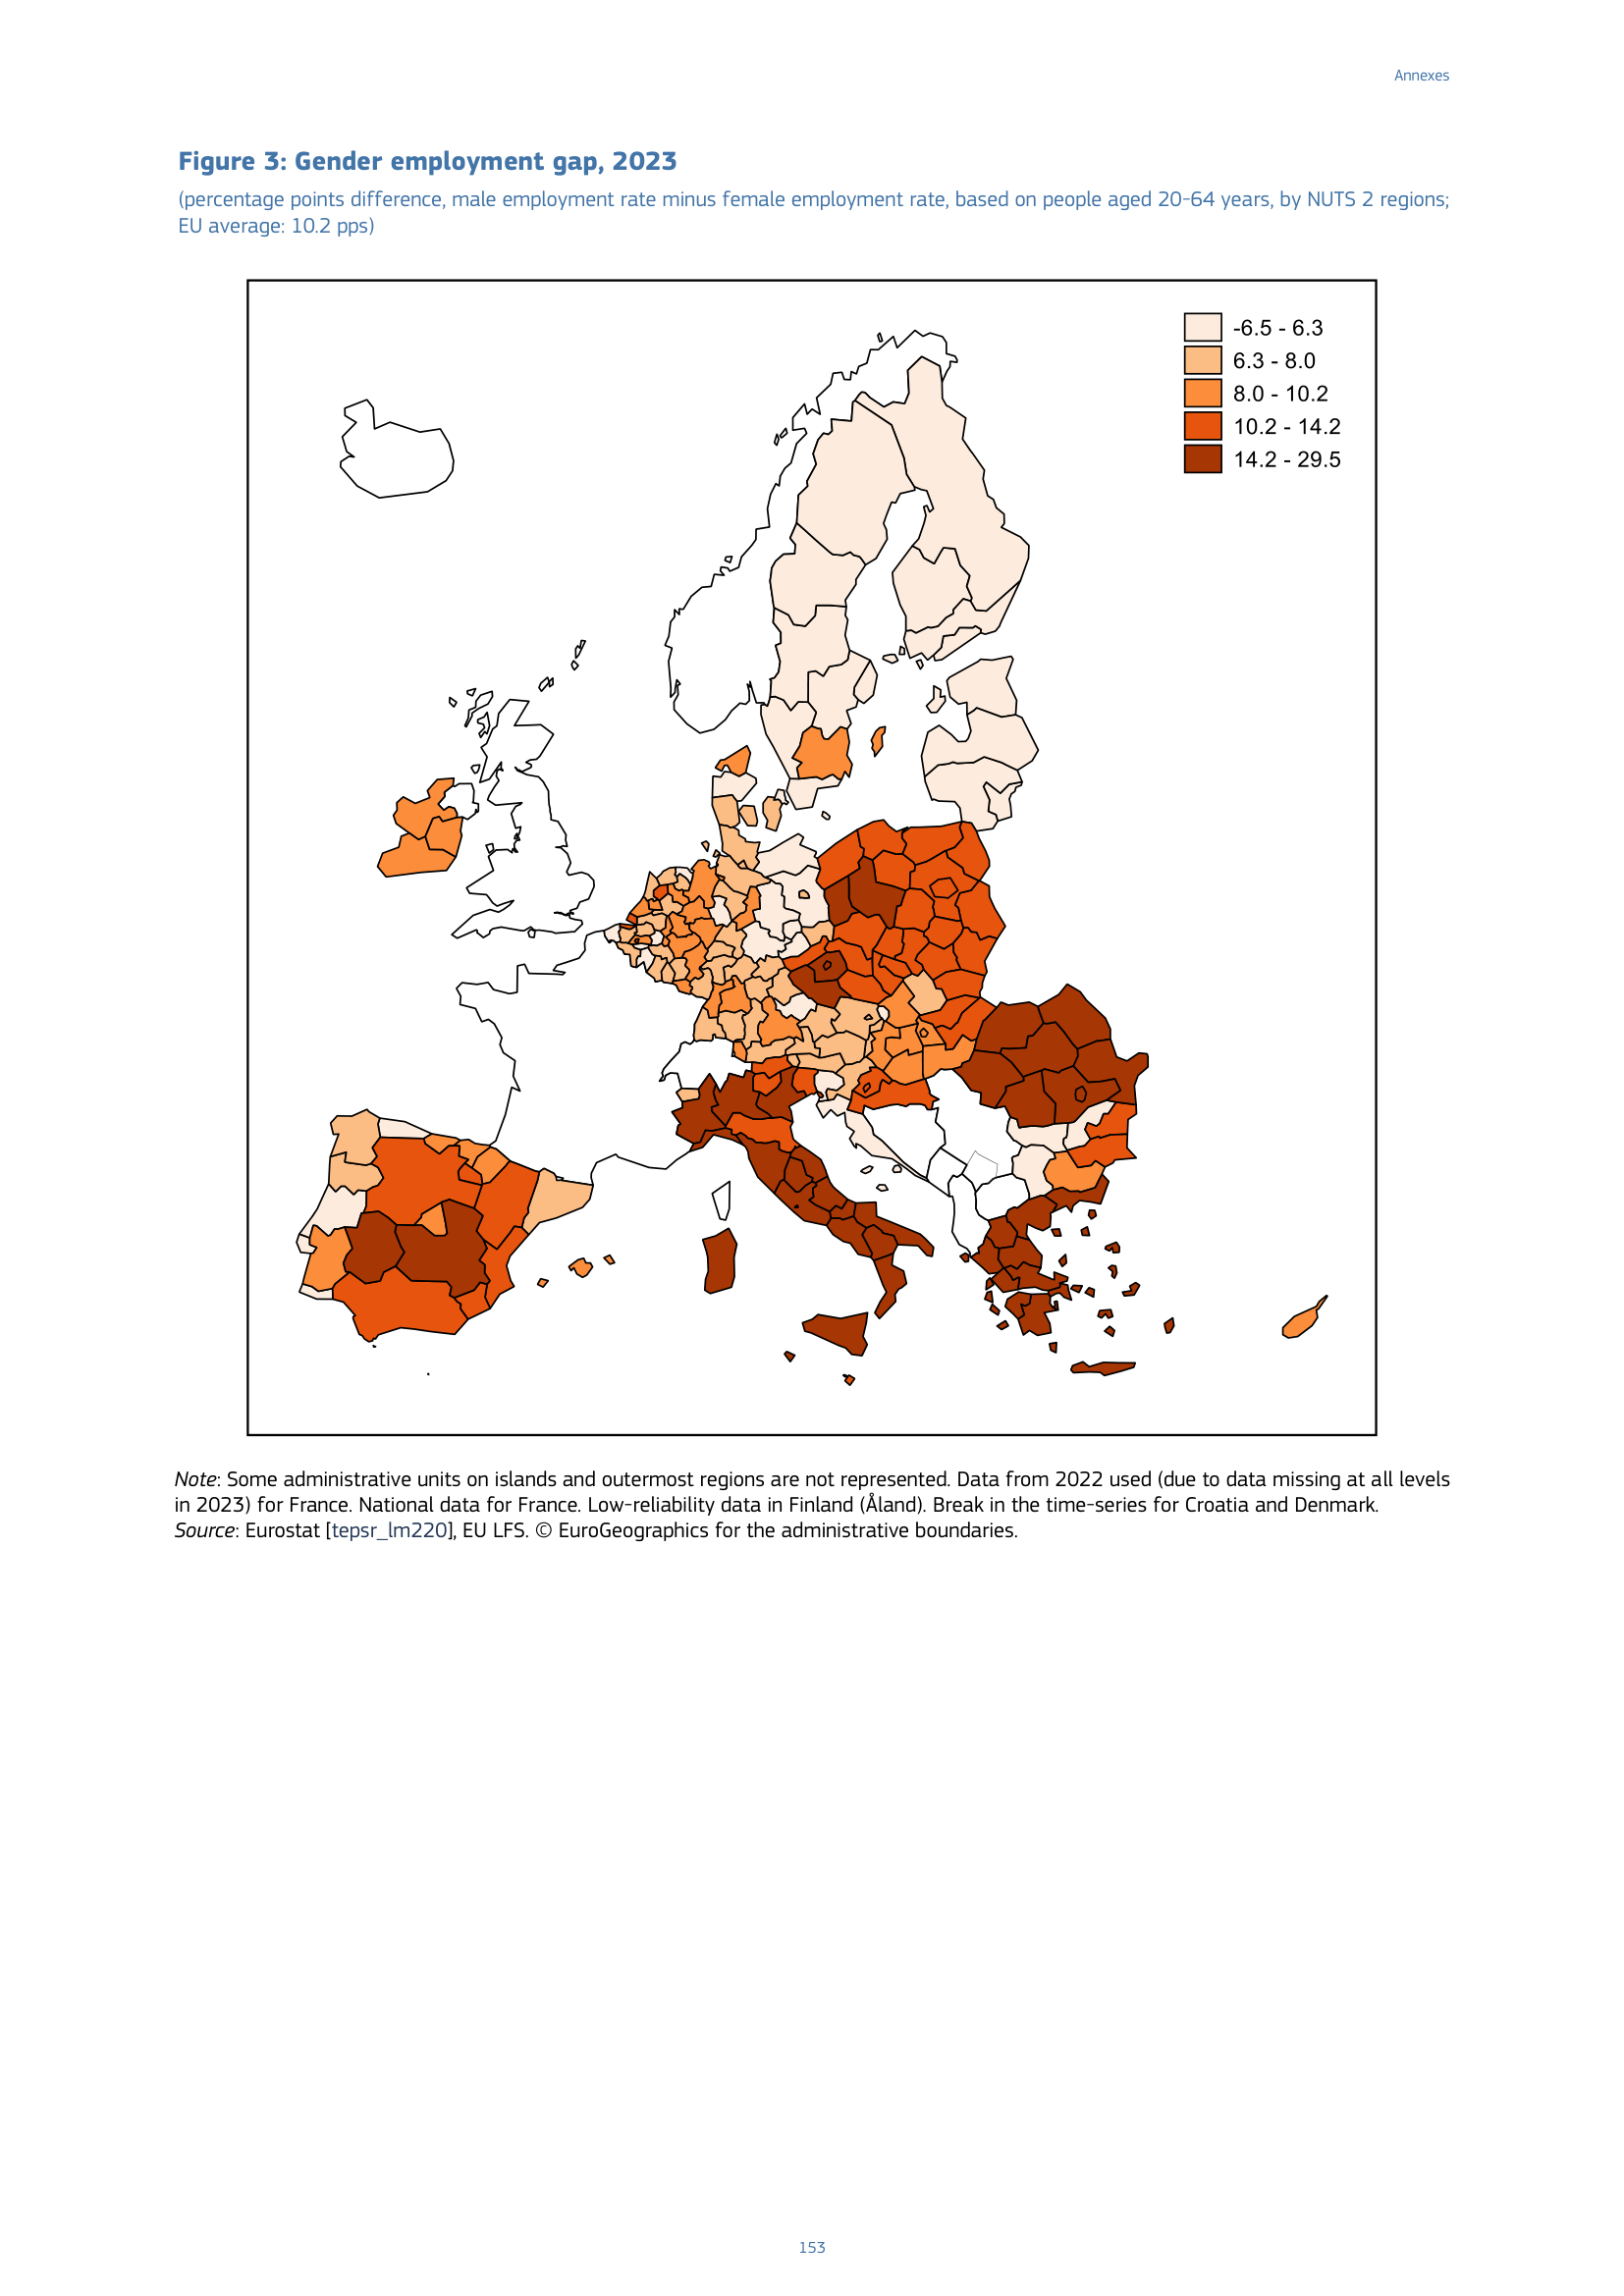 Annexes
Figure 3: Gender employment gap, 2023
(percentage points difference, male employment rate minus female employment rate, based on people aged 20-64 years, by NUTS 2 regions;
EU average: 10.2 pps)
-6.5 - 6.3
6.3 - 8.0
8.0 - 10.2
10.2 - 14.2
14.2 - 29.5
Note: Some administrative units on islands and outermost regions are not represented. Data from 2022 used (due to data missing at all levels
in 2023) for France. National data for France. Low-reliability data in Finland (Åland). Break in the time-series for Croatia and Denmark.
Source: Eurostat [tepsr_lm220], EU LFS. © EuroGeographics for the administrative boundaries.
153